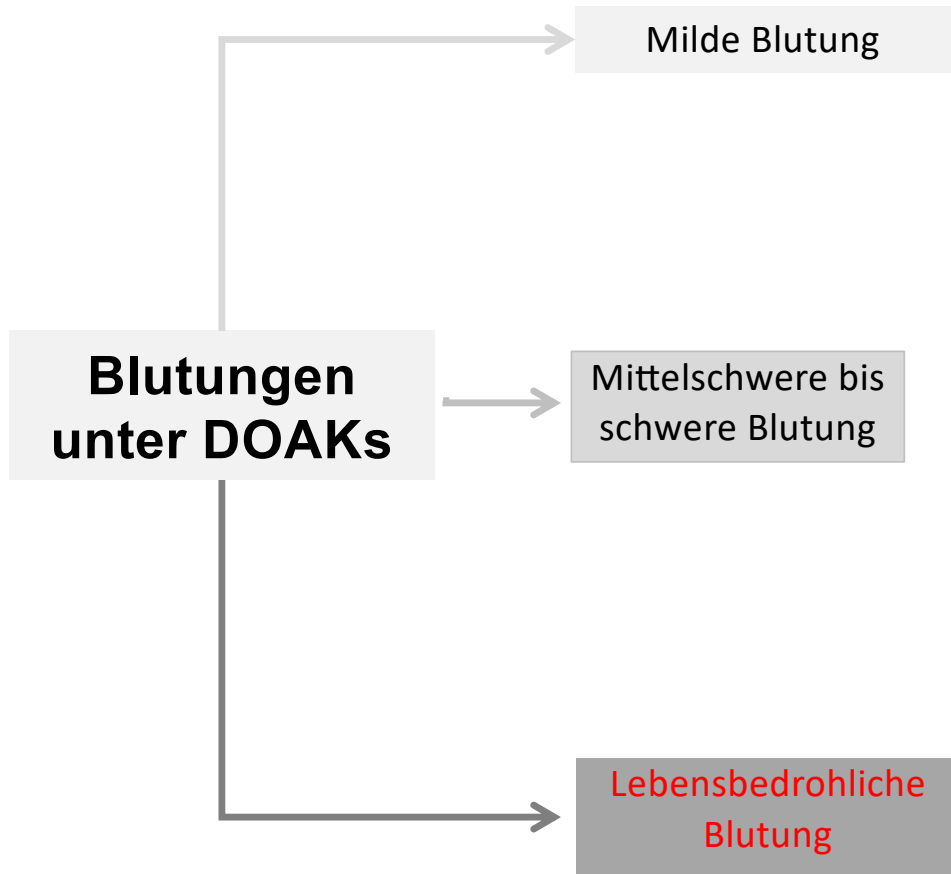 Milde Blutung
Blutungen
unter DOAKs
Mittelschwere bis
schwere Blutung
Lebensbedrohliche
Blutung